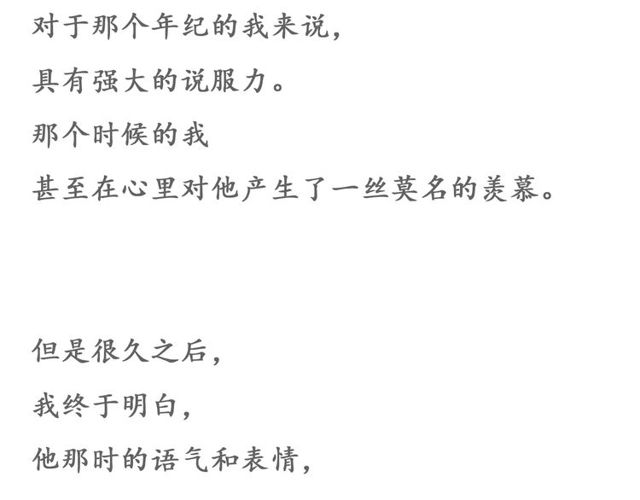 对于那个年纪的我来说，
具有强大的说服力。
那个时候的我
甚至在心里对他产生了一丝莫名的羡慕。
但是很久之后，
我终于明白，
他那时的语气和表情，